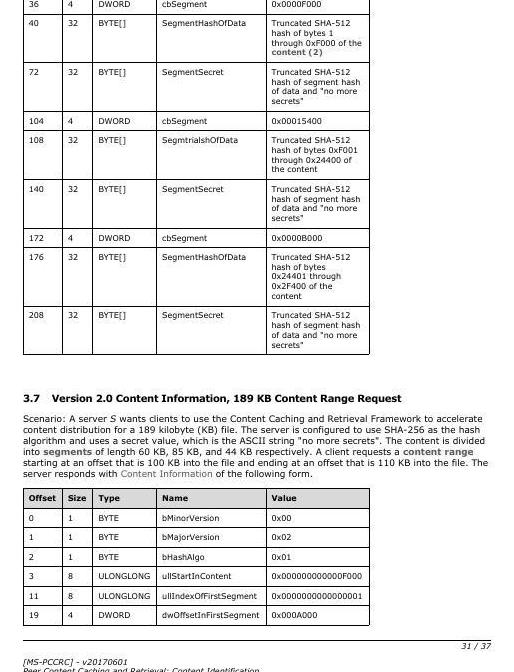 36 4 DWORD cbSegment 0x0000F000
40 32 BYTE[] SegmentHashOfData Truncated SHA-512
hash of bytes 1
through 0xF000 of the
content (2)
72 32 BYTE[] SegmentSecret Truncated SHA-512
hash of segment hash
of data and "no more
secrets"
104 4 DWORD cbSegment 0x00015400
108 32 BYTE[] SegmtrialshOfData Truncated SHA-512
hash of bytes 0xF001
through 0x24400 of
the content
140 32 BYTE[] SegmentSecret Truncated SHA-512
hash of segment hash
of data and "no more
secrets"
172 4 DWORD cbSegment 0x0000B000
176 32 BYTE[] SegmentHashOfData Truncated SHA-512
hash of bytes
0x24401 through
0x2F400 of the
content
208 32 BYTE[] SegmentSecret Truncated SHA-512
hash of segment hash
of data and "no more
secrets"
3.7 Version 2.0 Content Information, 189 KB Content Range Request
Scenario: A server S wants clients to use the Content Caching and Retrieval Framework to accelerate
content distribution for a 189 kilobyte (KB) file. The server is configured to use SHA-256 as the hash
algorithm and uses a secret value, which is the ASCII string "no more secrets". The content is divided
into segments of length 60 KB, 85 KB, and 44 KB respectively. A client requests a content range
starting at an offset that is 100 KB into the file and ending at an offset that is 110 KB into the file. The
server responds with Content Information of the following form.
Offset Size Type Name Value
0 1 BYTE bMinorVersion 0x00
1 1 BYTE bMajorVersion 0x02
2 1 BYTE bHashAlgo 0x01
3 8 ULONGLONG ullStartInContent 0x000000000000F000
11 8 ULONGLONG ullIndexOfFirstSegment 0x0000000000000001
19 4 DWORD dwOffsetInFirstSegment 0x000A000
31 / 37
[MS-PCCRC] - v20170601
Peer Content Caching and Retrieval: Content Identification